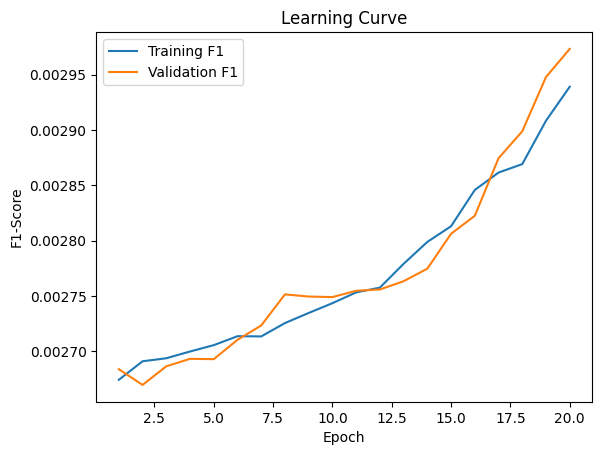 Learning Curve
Training F1
Validation F1
0.00295
0.00290
0.00285
0.00280
0.00275
0.00270
F1-Score
2.5 5.0 7.5 10.0 12.5 15.0 17.5 20.0
Epoch